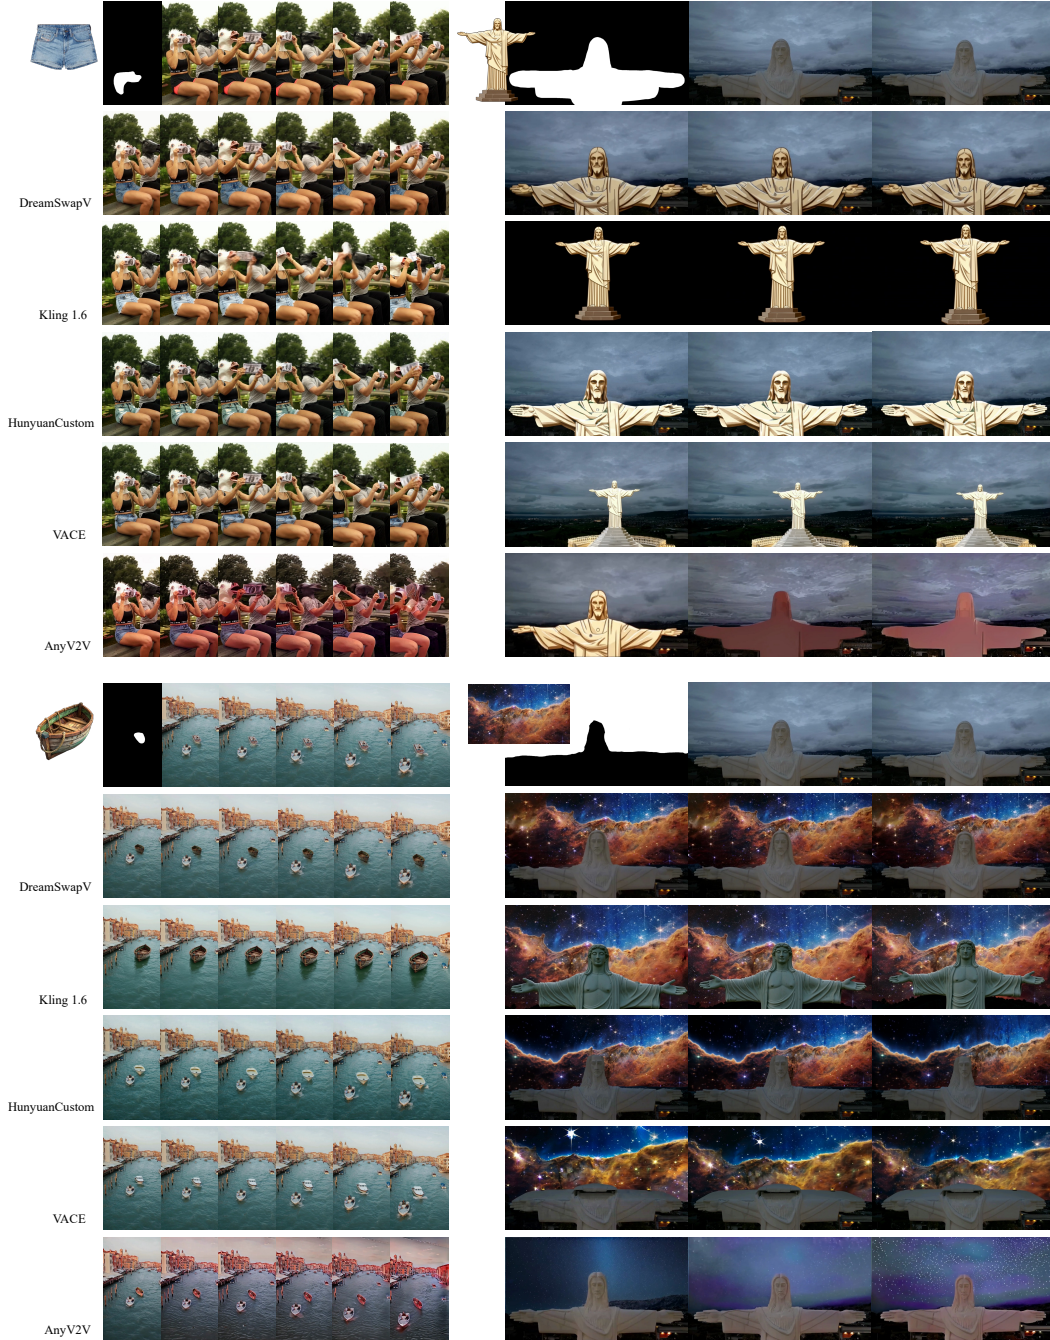 DreamSwapV
Kling 1.6
HunyuanCustom
VACE
AnyV2V
DreamSwapV
Kling 1.6
HunyuanCustom
VACE
AnyV2V